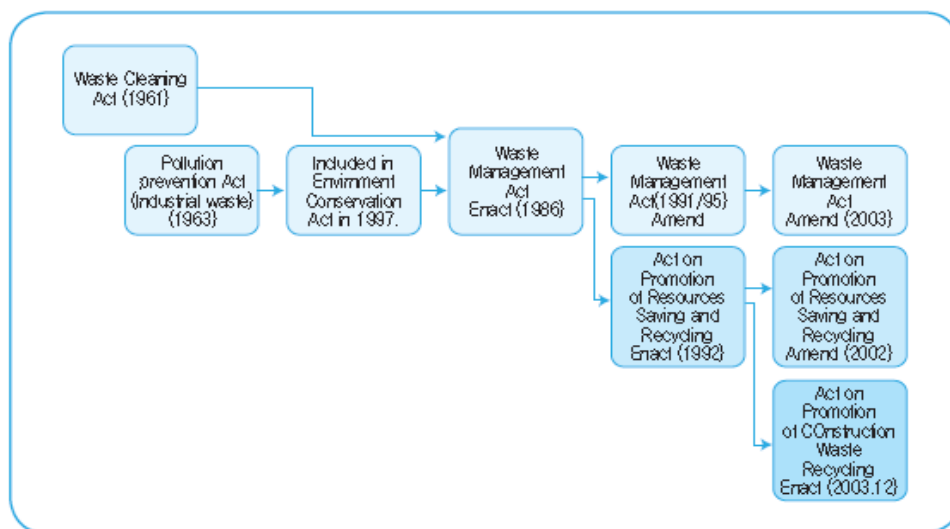 Waste Cleaning
Act (1961)
Pollution
prevention Act
(Industrial waste)
(1963)
Included in
Envirnment
Conservation
Act in 1997.
Waste
Management
Act
Enact (1986)
Waste
Management
Act(1991/95)
Amend
Waste
Management
Act
Amend (2003)
Act on
Promotion
of Resources
Saving and
Recycling
Enact (1992)
Act on
Promotion
of Resources
Saving and
Recycling
Amend (2002)
Act on
Promotion
of COnstruction
Waste
Recycling
Enact (2003.12)